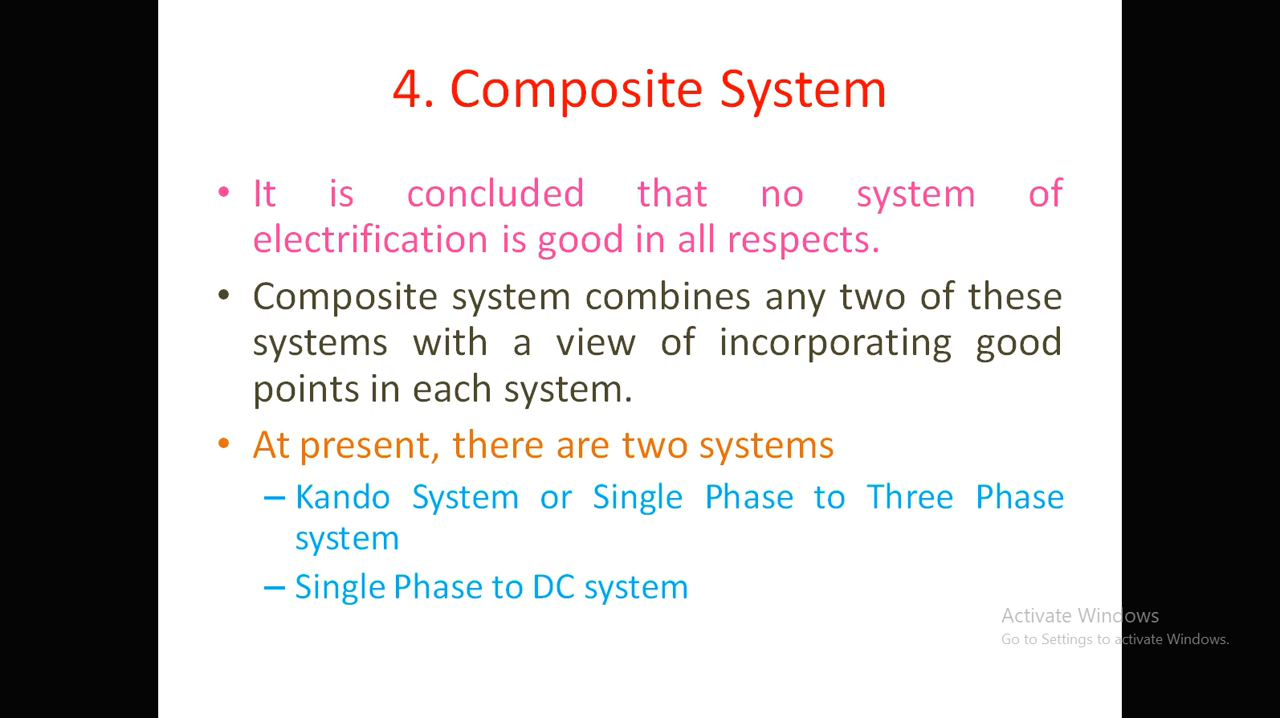 4. Composite System
• It is concluded that no system of
electrification is good in all respects.
• Composite system combines any two of these
systems with a view of incorporating good
points in each system.
• At present, there are two systems
– Kando System or Single Phase to Three Phase
system
– Single Phase to DC system
Activate Windows
Go to Settings to activate Windows.